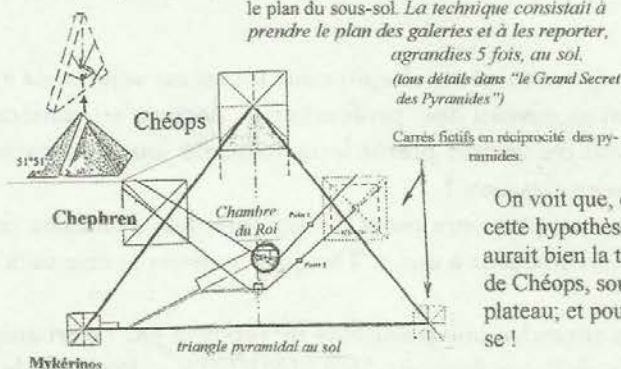 le plan du sous-sol. La technique consistait à
prendre le plan des galeries et à les reporter,
agrandies 5 fois, au sol.
(tous détails dans "le Grand Secret
des Pyramides")
Carrés fictifs en réciprocité des py-
ramides.
51°51
Chéops
Chephren
Chambre
du Roi
Point 1
On voit que,
cette hypothès
aurait bien la t
de Chéops, sou
plateau; et pou
se !
triangle pyramidal au sol
Mykérinos